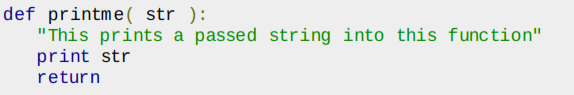 def printme( str ):
   "This prints a passed string into this function"
   print str
   return